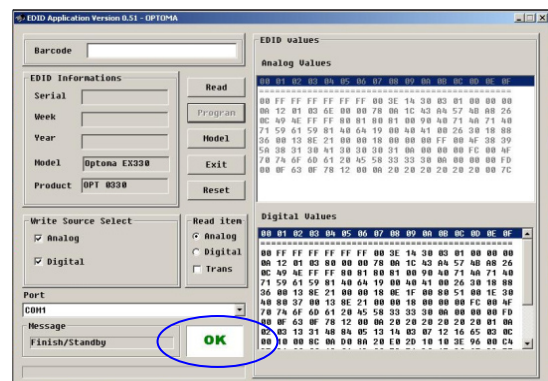 EDID Application Version 0.51 - OPTOMA
Barcode
EDID Informations
Serial
Week
Year
Model Optoma EX330
Product OPT 0330
Read
Program
Model
Exit
Reset
Write Source Select
Analog
Digital
Read item
Analog
Digital
Trans
Port
COM1
Message
Finish/Standby
OK
EDID values
Analog Values
00 01 02 03 04 05 06 07 08 09 0A 0B 0C 0D 0E 0F
00 FF FF FF FF FF FF 00 3E 14 30 03 01 00 00 00
0A 12 01 03 6E 00 00 78 0A 1C 43 A4 57 4B A8 26
0C 49 4E FF FF 80 81 80 81 00 90 40 71 4A 71 40
71 59 61 59 81 40 64 19 00 40 41 00 26 30 18 88
36 00 13 8E 21 00 00 18 00 00 00 FF 00 4F 38 39
5A 38 31 30 41 30 30 30 31 0A 00 00 00 FC 00 4F
70 74 6F 6D 61 20 45 58 33 33 30 0A 00 00 00 FD
00 0F 63 0F 78 12 00 0A 20 20 20 20 20 20 00 7C
Digital Values
00 01 02 03 04 05 06 07 08 09 0A 0B 0C 0D 0E 0F
00 FF FF FF FF FF FF 00 3E 14 30 03 01 00 00 00
0A 12 01 03 80 00 00 78 0A 1C 43 A4 57 4B A8 26
0C 49 4E FF FF 80 81 80 81 00 90 40 71 4A 71 40
71 59 61 59 81 40 64 19 00 40 41 00 26 30 18 88
36 00 13 8E 21 00 00 18 0E 1F 00 80 51 00 1E 30
40 80 37 00 13 8E 21 00 00 18 00 00 00 FC 00 4F
70 74 6F 6D 61 20 45 58 33 33 30 0A 00 00 00 FD
00 0F 63 0F 78 12 00 0A 20 20 20 20 20 20 01 0A
02 03 13 31 48 84 05 13 14 03 07 12 16 65 03 0C
00 10 00 8C 0A D0 8A 20 E0 2D 10 10 3E 96 00 C4